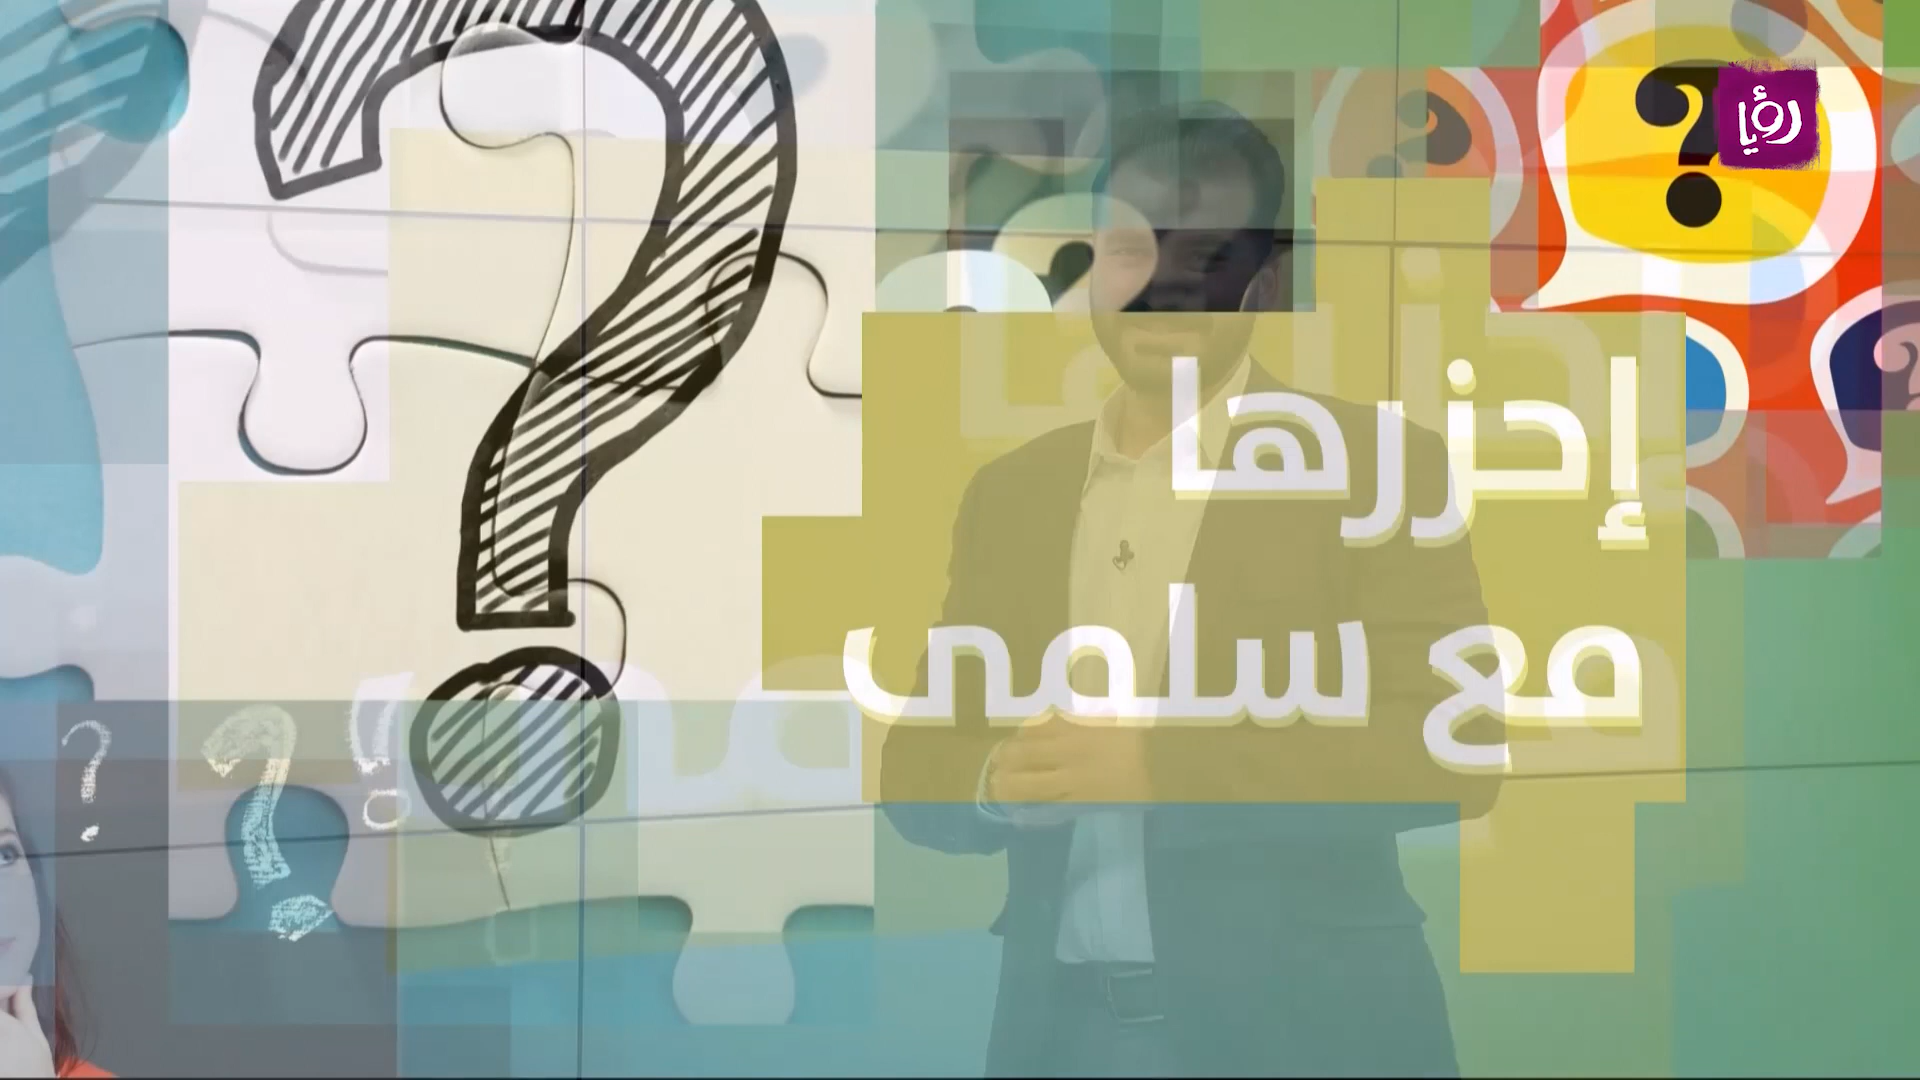 رؤيا
إحزرها
مع سلمى